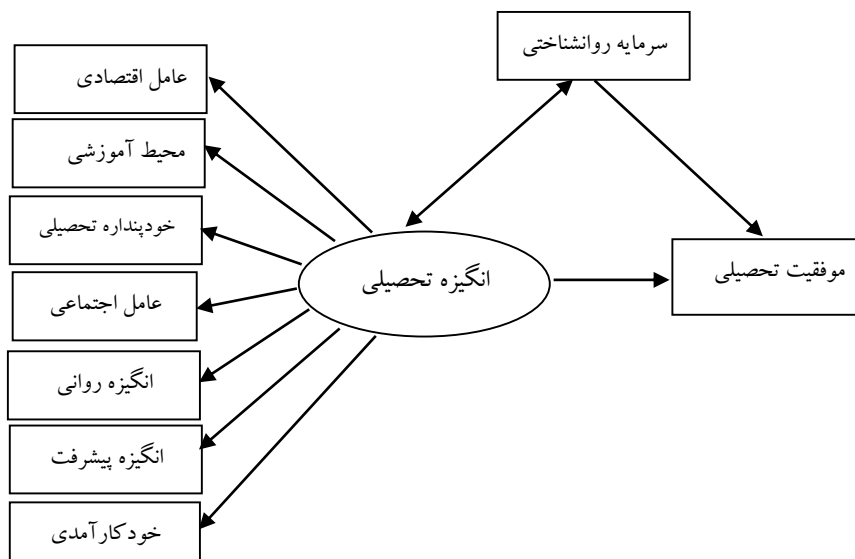 سرمایه روانشناختی
عامل اقتصادی
محیط آموزشی
خودپنداره تحصیلی
موفقیت تحصیلی
انگیزه تحصیلی
عامل اجتماعی
انگیزه روانی
انگیزه پیشرفت
خودکارآمدی